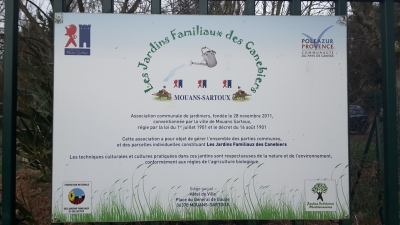 Les Jardins Familiaux des Canebiers
PÔLE AZUR
PROVENCE
COMMUNAUTÉ
MOUANS-SARTOUX
Association communale de jardiniers, fondée le 28 novembre 2011,
conventionnée par la ville de Mouans Sartoux,
régie par la loi du 1er juillet 1901 et le décret du 16 août 1901
Cette association a pour objet de gérer l'ensemble des parties communes,
et des parcelles individuelles constituant Les Jardins Familiaux des Canebiers
Les techniques culturales et cultures pratiquées dans ces jardins sont respectueuses de la nature et de l'environnement,
conformément aux règles de l'agriculture biologique.
Siège social:
Hôtel de Ville
Place du Général de Gaulle
06370 MOUANS-SARTOUX